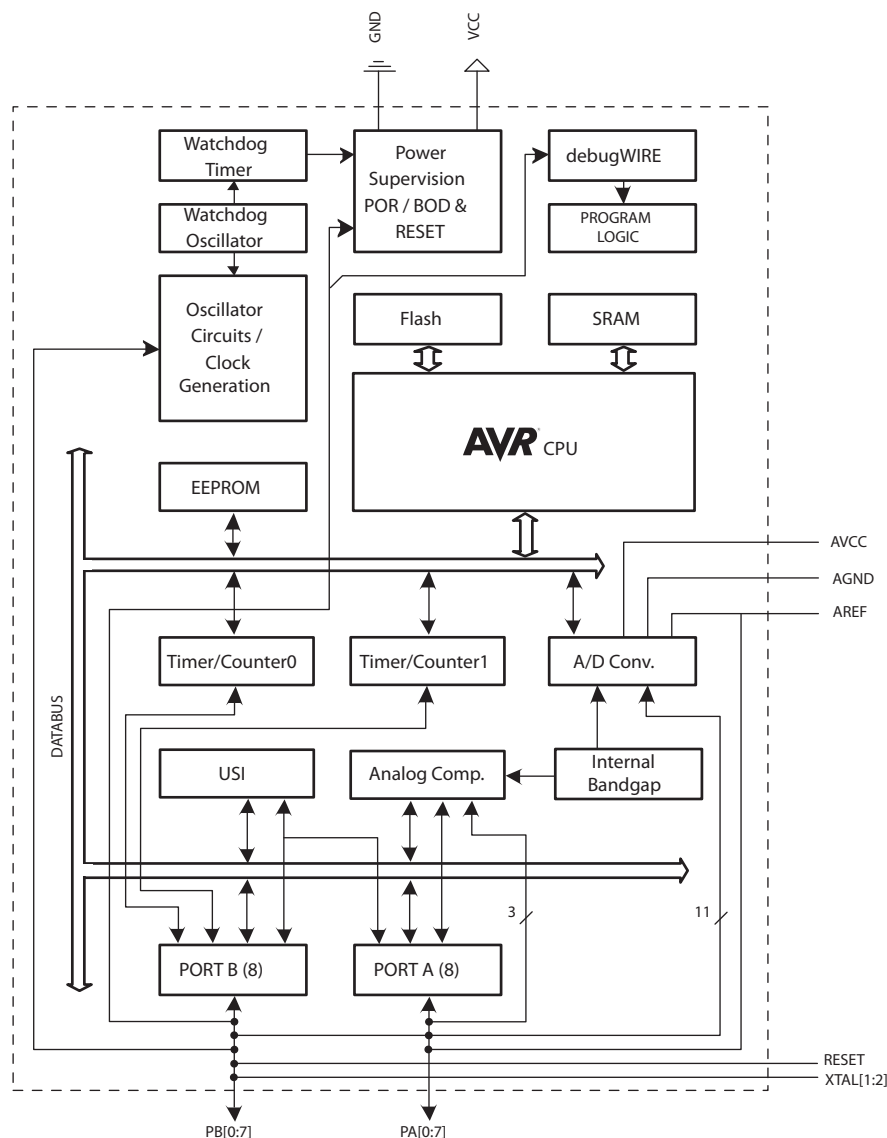 GND
VCC
Watchdog
Timer
Power
Supervision
POR / BOD &
RESET
debugWIRE
Watchdog
Oscillator
PROGRAM
LOGIC
Oscillator
Circuits /
Clock
Generation
Flash
SRAM
AVR® CPU
EEPROM
AVCC
AGND
AREF
Timer/Counter0
Timer/Counter1
A/D Conv.
DATABUS
USI
Analog Comp.
Internal
Bandgap
3
11
PORT B (8)
PORT A (8)
RESET
XTAL[1:2]
PB[0:7]
PA[0:7]